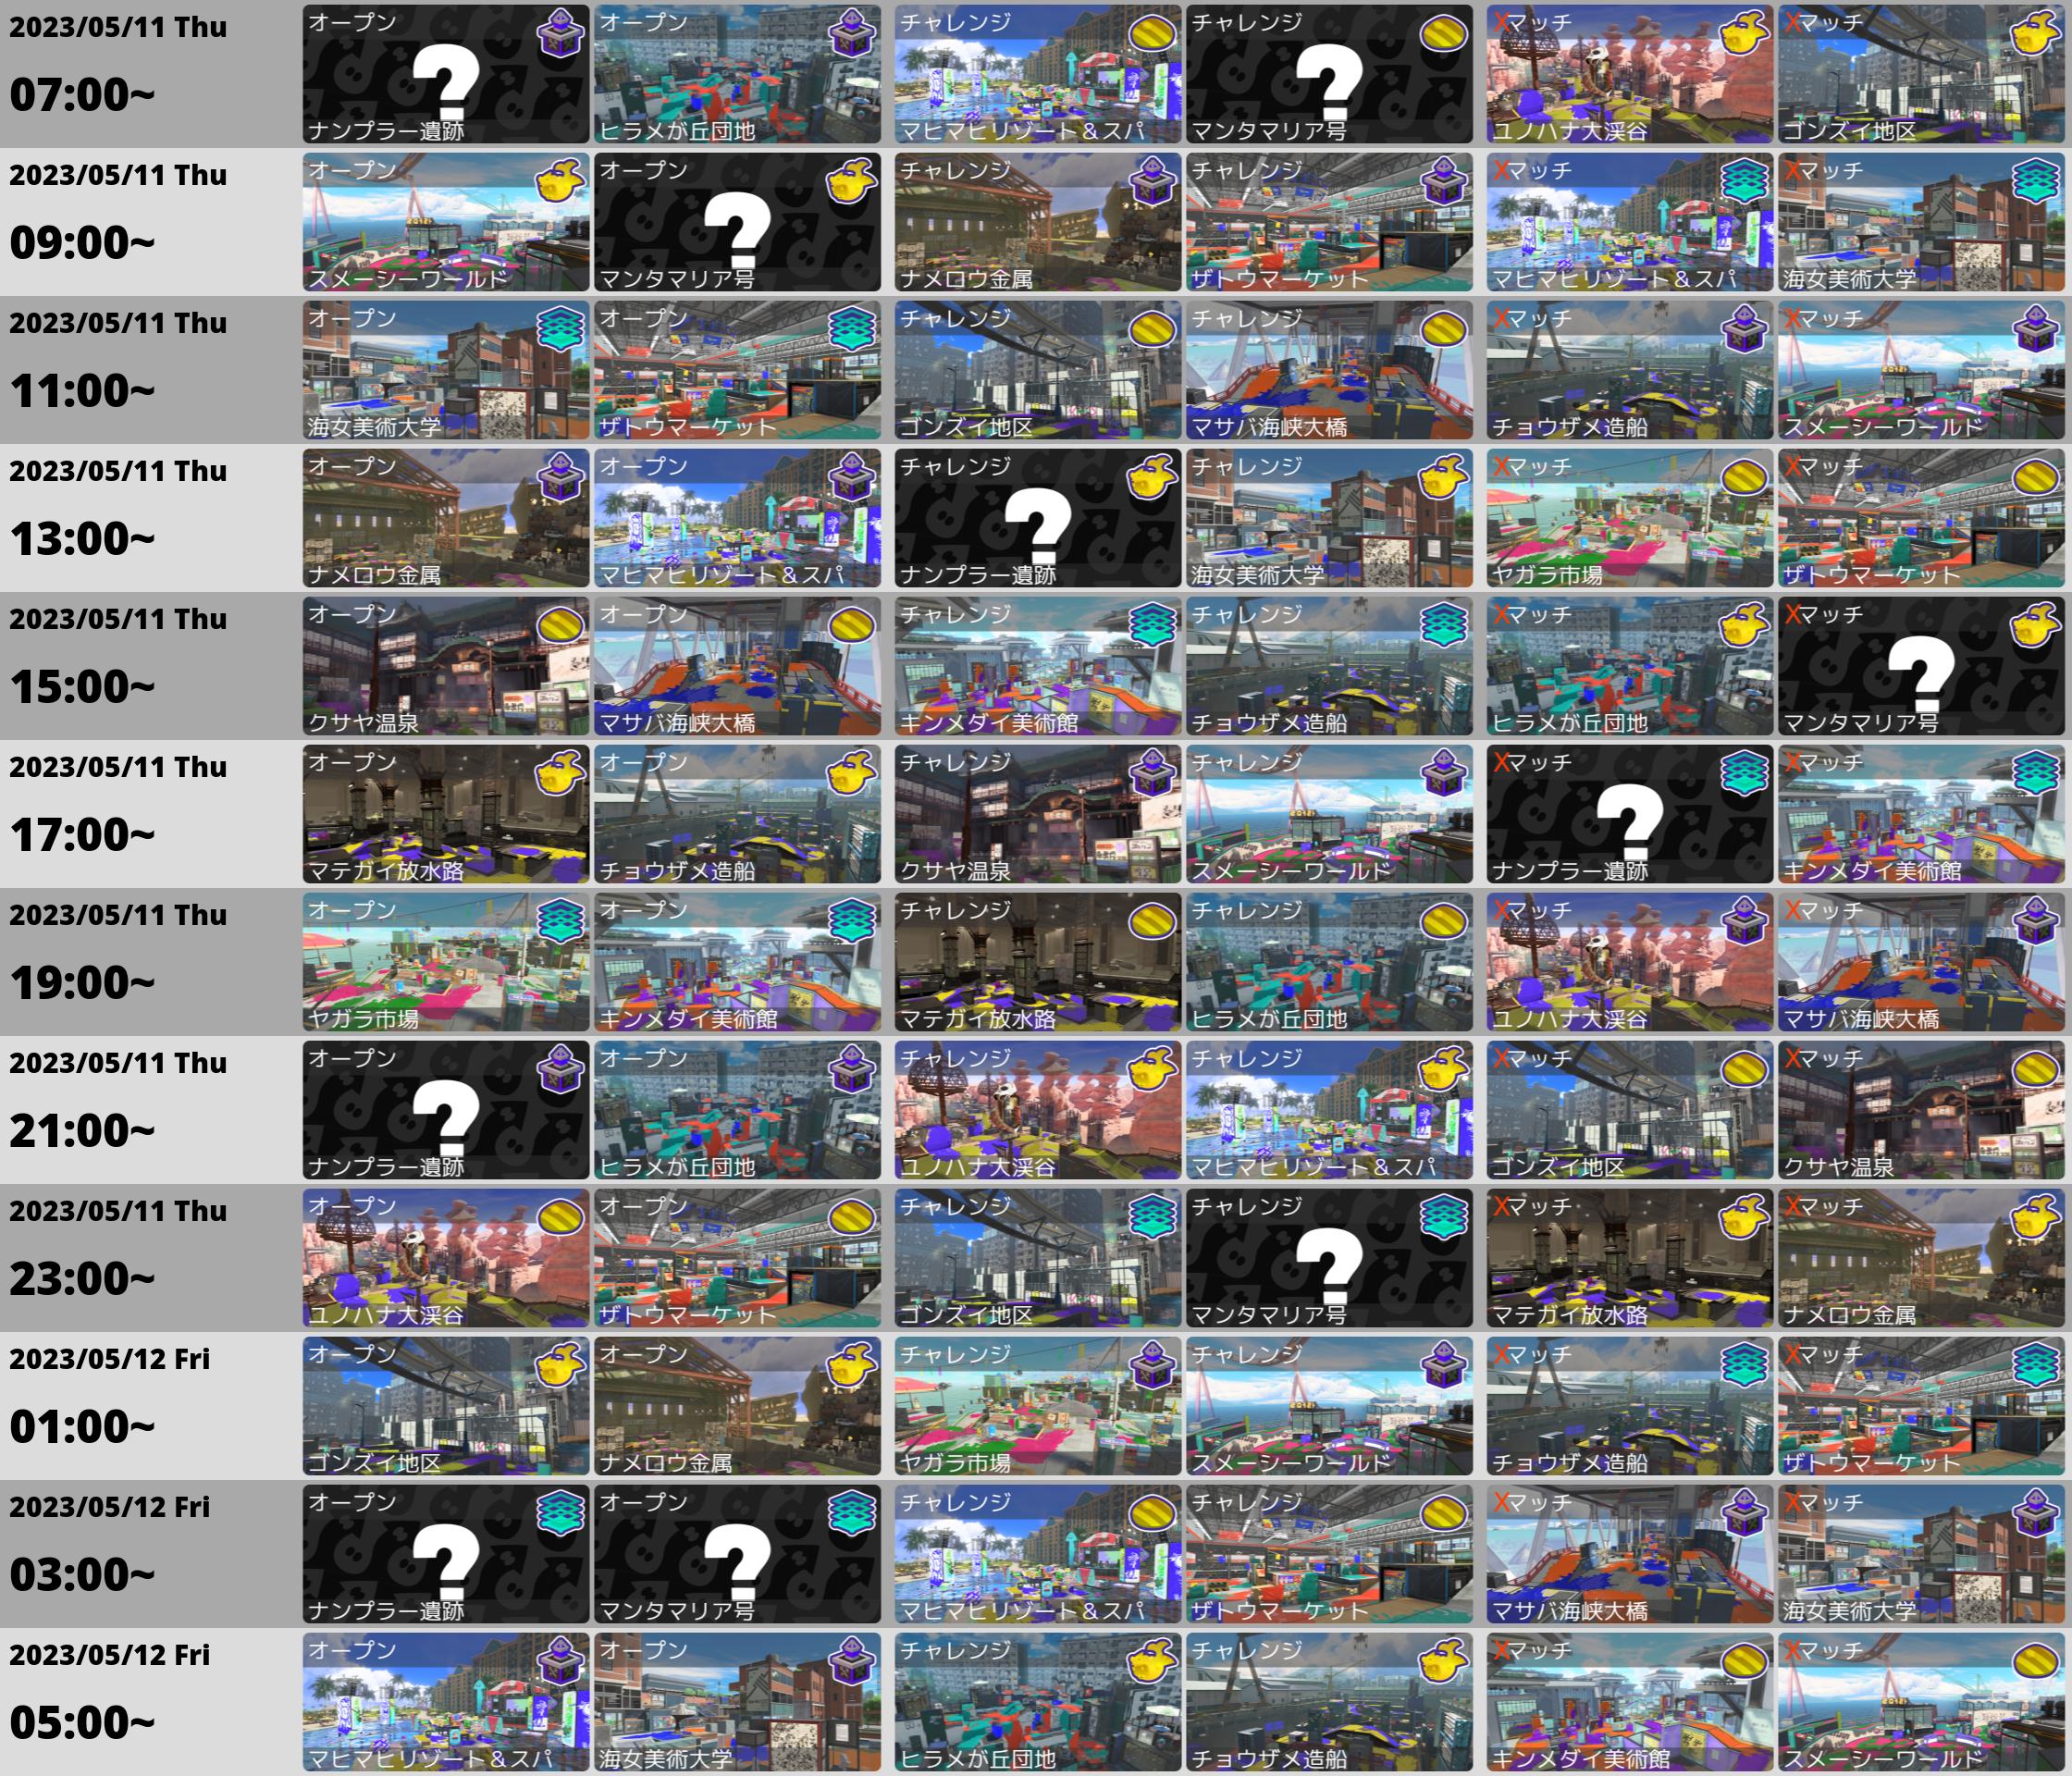 2023/05/11 Thu
07:00~
オープン オープン チャレンジ チャレンジ Xマッチ Xマッチ
ナンプラー遺跡 ヒラメが丘団地 マヒマヒリゾート&スパ マンタマリア号 ユノハナ大渓谷 ゴンズイ地区
2023/05/11 Thu
09:00~
オープン オープン チャレンジ チャレンジ Xマッチ Xマッチ
スメーシーワールド マンタマリア号 ナメロウ金属 ザトウマーケット マヒマヒリゾート&スパ 海女美術大学
2023/05/11 Thu
11:00~
オープン オープン チャレンジ チャレンジ Xマッチ Xマッチ
海女美術大学 ザトウマーケット ゴンズイ地区 マサバ海峡大橋 チョウザメ造船 スメーシーワールド
2023/05/11 Thu
13:00~
オープン オープン チャレンジ チャレンジ Xマッチ Xマッチ
ナメロウ金属 マヒマヒリゾート&スパ ナンプラー遺跡 海女美術大学 ヤガラ市場 ザトウマーケット
2023/05/11 Thu
15:00~
オープン オープン チャレンジ チャレンジ Xマッチ Xマッチ
クサヤ温泉 マサバ海峡大橋 キンメダイ美術館 チョウザメ造船 ヒラメが丘団地 マンタマリア号
2023/05/11 Thu
17:00~
オープン オープン チャレンジ チャレンジ Xマッチ Xマッチ
マテガイ放水路 チョウザメ造船 クサヤ温泉 スメーシーワールド ナンプラー遺跡 キンメダイ美術館
2023/05/11 Thu
19:00~
オープン オープン チャレンジ チャレンジ Xマッチ Xマッチ
ヤガラ市場 キンメダイ美術館 マテガイ放水路 ヒラメが丘団地 ユノハナ大渓谷 マサバ海峡大橋
2023/05/11 Thu
21:00~
オープン オープン チャレンジ チャレンジ Xマッチ Xマッチ
ナンプラー遺跡 ヒラメが丘団地 ユノハナ大渓谷 マヒマヒリゾート&スパ ゴンズイ地区 クサヤ温泉
2023/05/11 Thu
23:00~
オープン オープン チャレンジ チャレンジ Xマッチ Xマッチ
ユノハナ大渓谷 ザトウマーケット ゴンズイ地区 マンタマリア号 マテガイ放水路 ナメロウ金属
2023/05/12 Fri
01:00~
オープン オープン チャレンジ チャレンジ Xマッチ Xマッチ
ゴンズイ地区 ナメロウ金属 ヤガラ市場 スメーシーワールド チョウザメ造船 ザトウマーケット
2023/05/12 Fri
03:00~
オープン オープン チャレンジ チャレンジ Xマッチ Xマッチ
ナンプラー遺跡 マンタマリア号 マヒマヒリゾート&スパ ザトウマーケット マサバ海峡大橋 海女美術大学
2023/05/12 Fri
05:00~
オープン オープン チャレンジ チャレンジ Xマッチ Xマッチ
マヒマヒリゾート&スパ 海女美術大学 ヒラメが丘団地 チョウザメ造船 キンメダイ美術館 スメーシーワールド